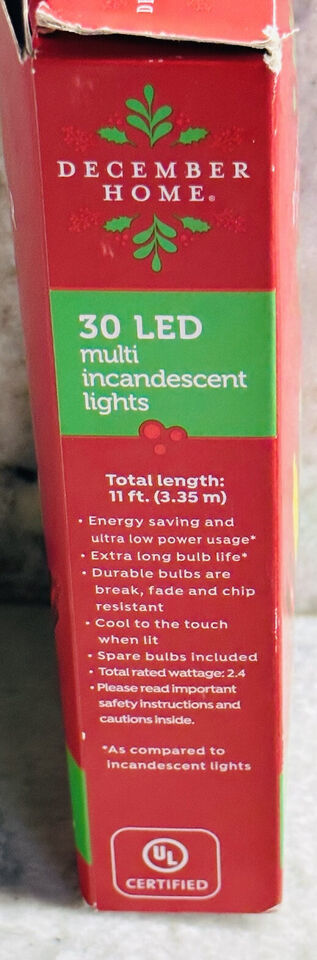 DECEMBER
HOME®
30 LED
multi
incandescent
lights
Total length:
11 ft. (3.35 m)
• Energy saving and
ultra low power usage*
• Extra long bulb life*
• Durable bulbs are
break, fade and chip
resistant
• Cool to the touch
when lit
• Spare bulbs included
• Total rated wattage: 2.4
• Please read important
safety instructions and
cautions inside.
*As compared to
incandescent lights
UL
CERTIFIED